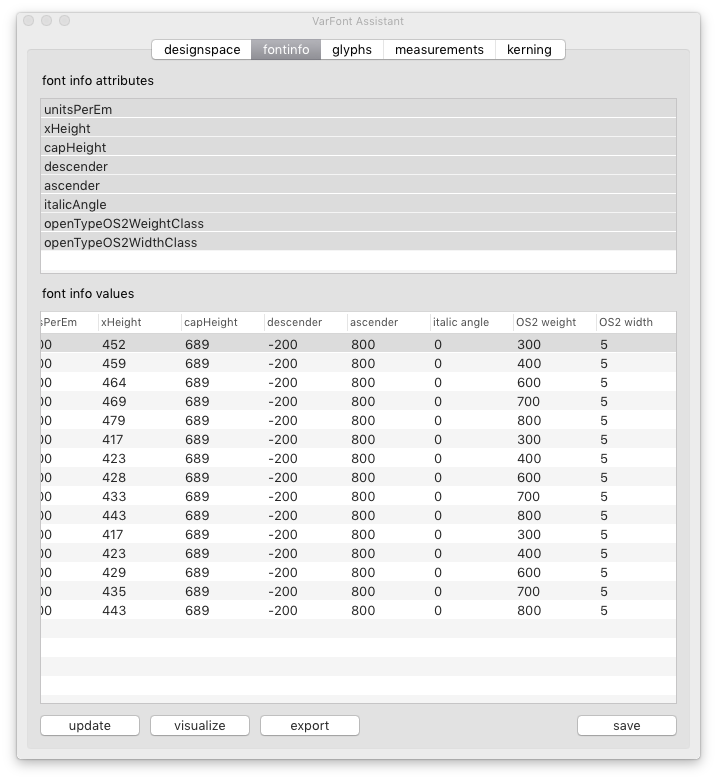 VarFont Assistant
designspace fontinfo glyphs measurements kerning
font info attributes
unitsPerEm
xHeight
capHeight
descender
ascender
italicAngle
openTypeOS2WeightClass
openTypeOS2WidthClass
font info values
sPerEm xHeight capHeight descender ascender italic angle OS2 weight OS2 width
00 452 689 -200 800 0 300 5
00 459 689 -200 800 0 400 5
00 464 689 -200 800 0 600 5
00 469 689 -200 800 0 700 5
00 479 689 -200 800 0 800 5
00 417 689 -200 800 0 300 5
00 423 689 -200 800 0 400 5
00 428 689 -200 800 0 600 5
00 433 689 -200 800 0 700 5
00 443 689 -200 800 0 800 5
00 417 689 -200 800 0 300 5
00 423 689 -200 800 0 400 5
00 429 689 -200 800 0 600 5
00 435 689 -200 800 0 700 5
00 443 689 -200 800 0 800 5
update visualize export save